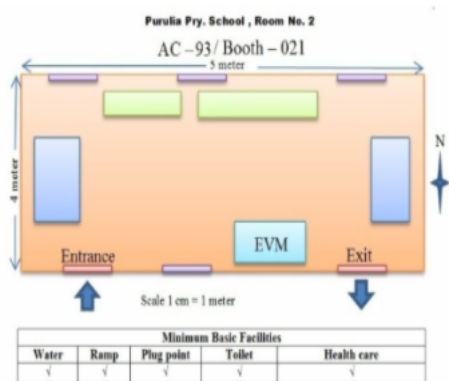 Purulia Pry. School , Room No. 2
AC –93/ Booth – 021
5 meter
4 meter
N
EVM
Entrance
Exit
Scale 1 cm = 1 meter
Minimum Basic Facilities
Water Ramp Plug point Toilet Health care
√ √ √ √ √